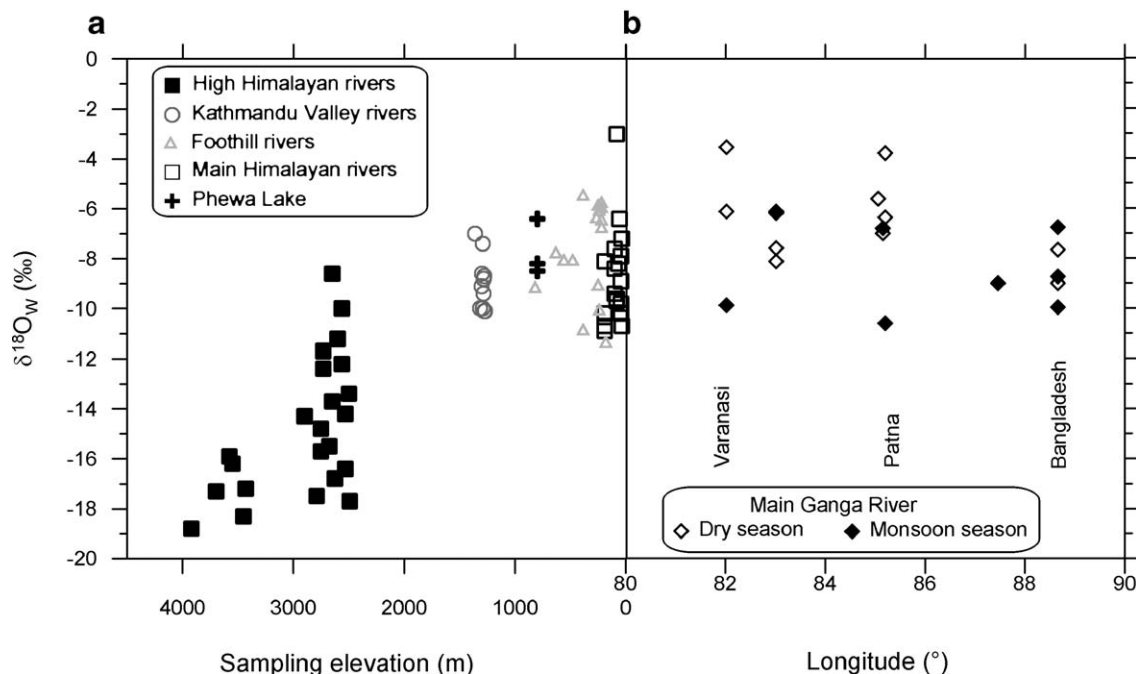 a
b
0
-2
-4
-6
-8
-10
-12
-14
-16
-18
-20
δ18OW (‰)
High Himalayan rivers
Kathmandu Valley rivers
Foothill rivers
Main Himalayan rivers
Phewa Lake
4000 3000 2000 1000 0
Sampling elevation (m)
Varanasi
Patna
Bangladesh
Main Ganga River
Dry season Monsoon season
80 82 84 86 88 90
Longitude (°)